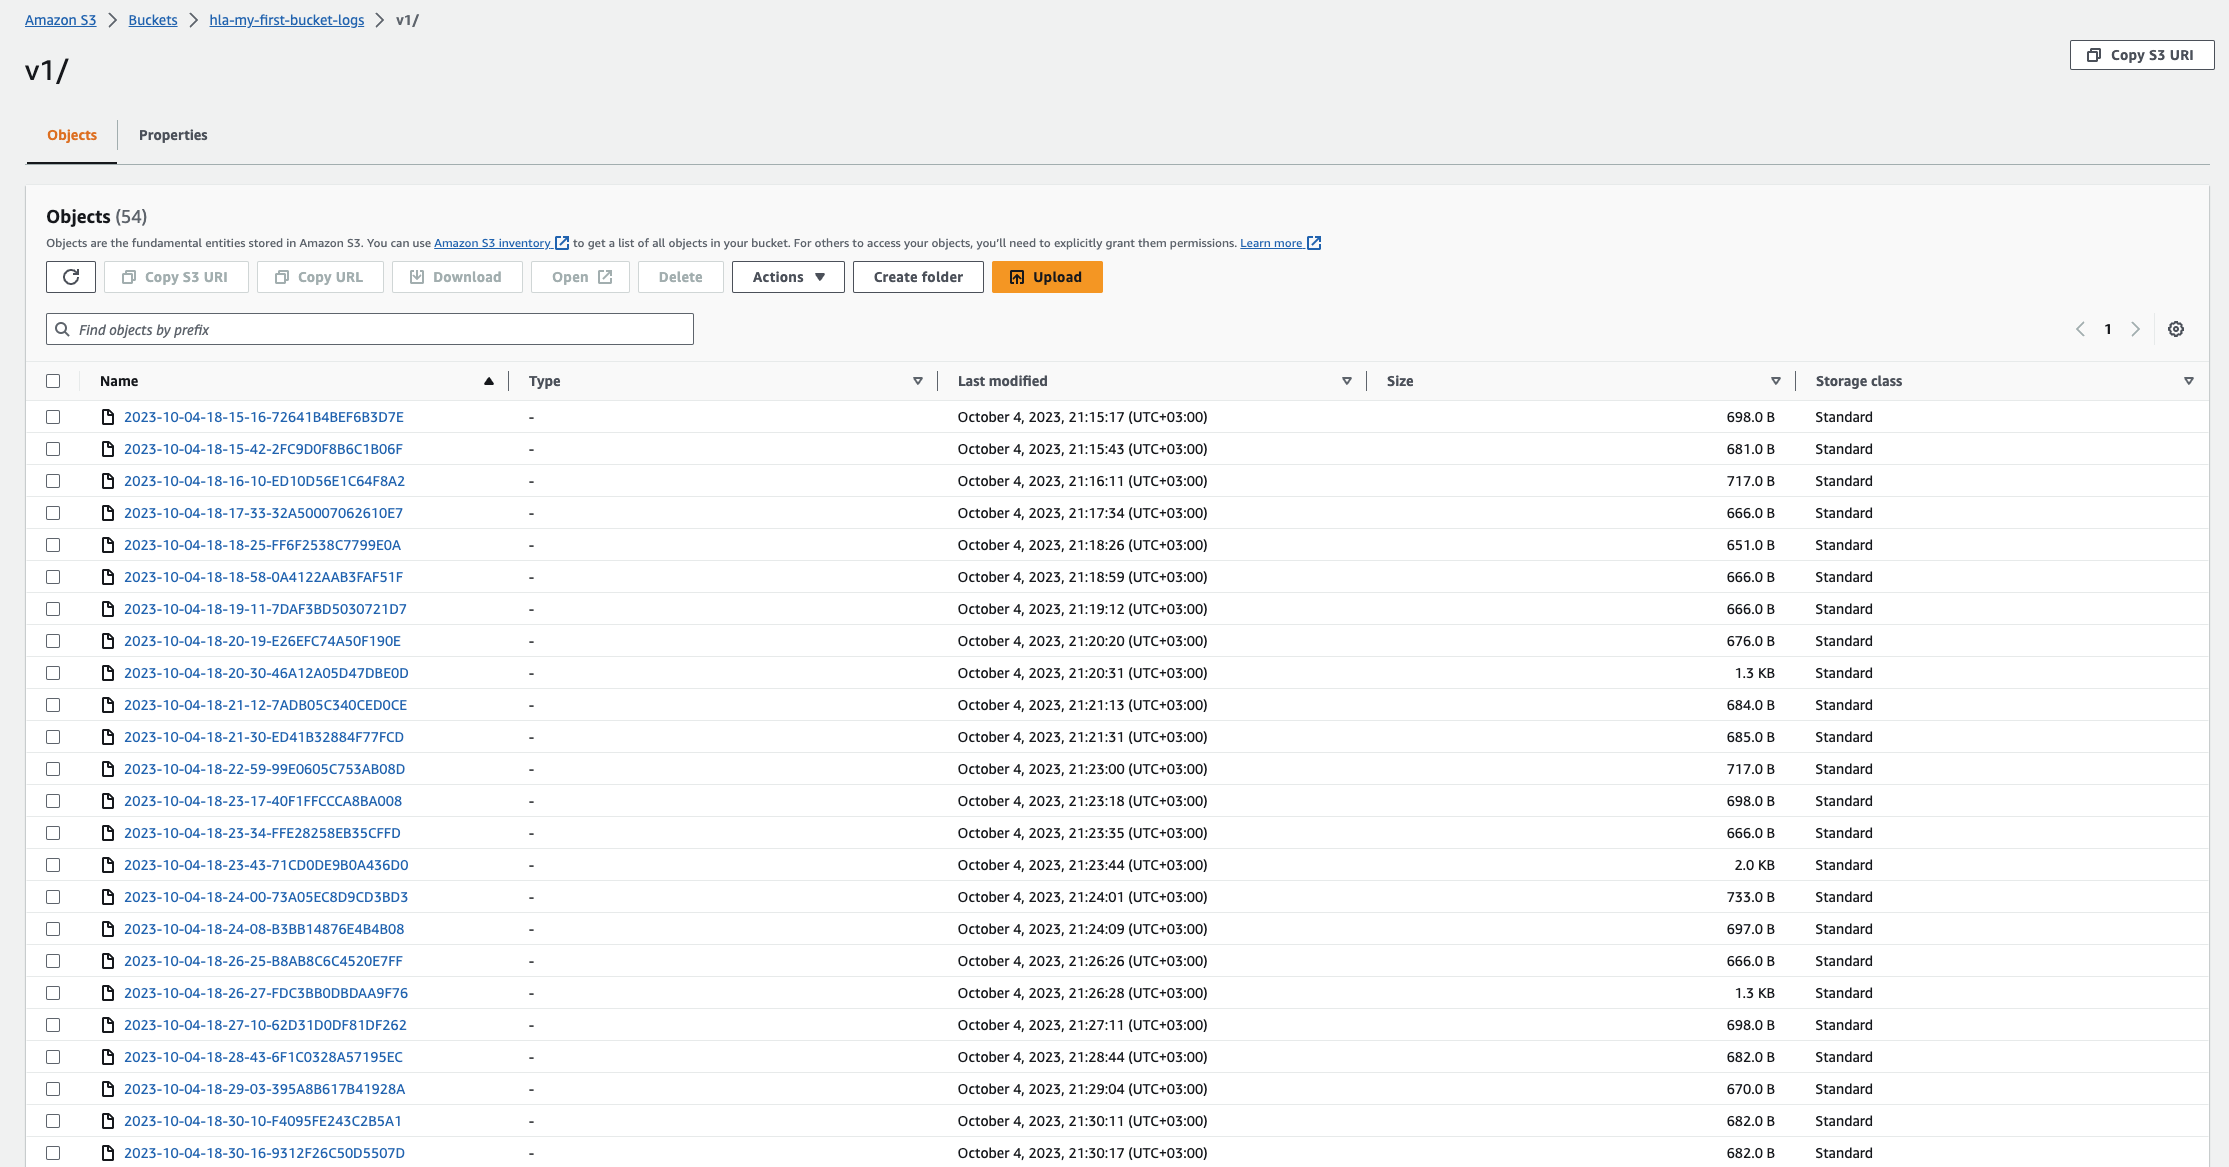 Amazon S3 > Buckets > hla-my-first-bucket-logs > v1/
v1/
Copy S3 URI
Objects Properties
Objects (54)
Objects are the fundamental entities stored in Amazon S3. You can use Amazon S3 inventory to get a list of all objects in your bucket. For others to access your objects, you'll need to explicitly grant them permissions. Learn more
Copy S3 URI Copy URL Download Open Delete Actions Create folder Upload
Find objects by prefix
1
Name Type Last modified Size Storage class
2023-10-04-18-15-16-72641B4BEF6B3D7E - October 4, 2023, 21:15:17 (UTC+03:00) 698.0 B Standard
2023-10-04-18-15-42-2FC9D0F8B6C1B06F - October 4, 2023, 21:15:43 (UTC+03:00) 681.0 B Standard
2023-10-04-18-16-10-ED10D56E1C64F8A2 - October 4, 2023, 21:16:11 (UTC+03:00) 717.0 B Standard
2023-10-04-18-17-33-32A50007062610E7 - October 4, 2023, 21:17:34 (UTC+03:00) 666.0 B Standard
2023-10-04-18-18-25-FF6F2538C7799E0A - October 4, 2023, 21:18:26 (UTC+03:00) 651.0 B Standard
2023-10-04-18-18-58-0A4122AAB3FAF51F - October 4, 2023, 21:18:59 (UTC+03:00) 666.0 B Standard
2023-10-04-18-19-11-7DAF3BD5030721D7 - October 4, 2023, 21:19:12 (UTC+03:00) 666.0 B Standard
2023-10-04-18-20-19-E26EFC74A50F190E - October 4, 2023, 21:20:20 (UTC+03:00) 676.0 B Standard
2023-10-04-18-20-30-46A12A05D47DBE0D - October 4, 2023, 21:20:31 (UTC+03:00) 1.3 KB Standard
2023-10-04-18-21-12-7ADB05C340CED0CE - October 4, 2023, 21:21:13 (UTC+03:00) 684.0 B Standard
2023-10-04-18-21-30-ED41B32884F77FCD - October 4, 2023, 21:21:31 (UTC+03:00) 685.0 B Standard
2023-10-04-18-22-59-99E0605C753AB08D - October 4, 2023, 21:23:00 (UTC+03:00) 717.0 B Standard
2023-10-04-18-23-17-40F1FFCCCA8BA008 - October 4, 2023, 21:23:18 (UTC+03:00) 698.0 B Standard
2023-10-04-18-23-34-FFE28258EB35CFFD - October 4, 2023, 21:23:35 (UTC+03:00) 666.0 B Standard
2023-10-04-18-23-43-71CD0DE9B0A436D0 - October 4, 2023, 21:23:44 (UTC+03:00) 2.0 KB Standard
2023-10-04-18-24-00-73A05EC8D9CD3BD3 - October 4, 2023, 21:24:01 (UTC+03:00) 733.0 B Standard
2023-10-04-18-24-08-B3BB14876E4B4B08 - October 4, 2023, 21:24:09 (UTC+03:00) 697.0 B Standard
2023-10-04-18-26-25-B8AB8C6C4520E7FF - October 4, 2023, 21:26:26 (UTC+03:00) 666.0 B Standard
2023-10-04-18-26-27-FDC3BB0DBDAA9F76 - October 4, 2023, 21:26:28 (UTC+03:00) 1.3 KB Standard
2023-10-04-18-27-10-62D31D0DF81DF262 - October 4, 2023, 21:27:11 (UTC+03:00) 698.0 B Standard
2023-10-04-18-28-43-6F1C0328A57195EC - October 4, 2023, 21:28:44 (UTC+03:00) 682.0 B Standard
2023-10-04-18-29-03-395A8B617B41928A - October 4, 2023, 21:29:04 (UTC+03:00) 670.0 B Standard
2023-10-04-18-30-10-F4095FE243C2B5A1 - October 4, 2023, 21:30:11 (UTC+03:00) 682.0 B Standard
2023-10-04-18-30-16-9312F26C50D5507D - October 4, 2023, 21:30:17 (UTC+03:00) 682.0 B Standard